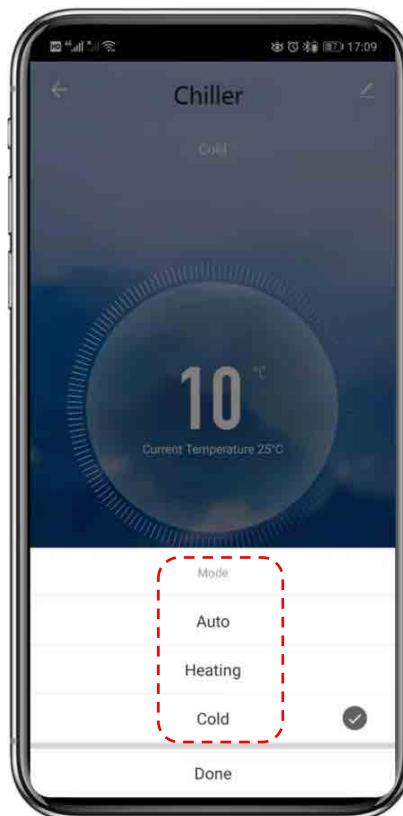 17:09
Chiller
Cold
10 °C
Current Temperature 25°C
Mode
Auto
Heating
Cold
Done